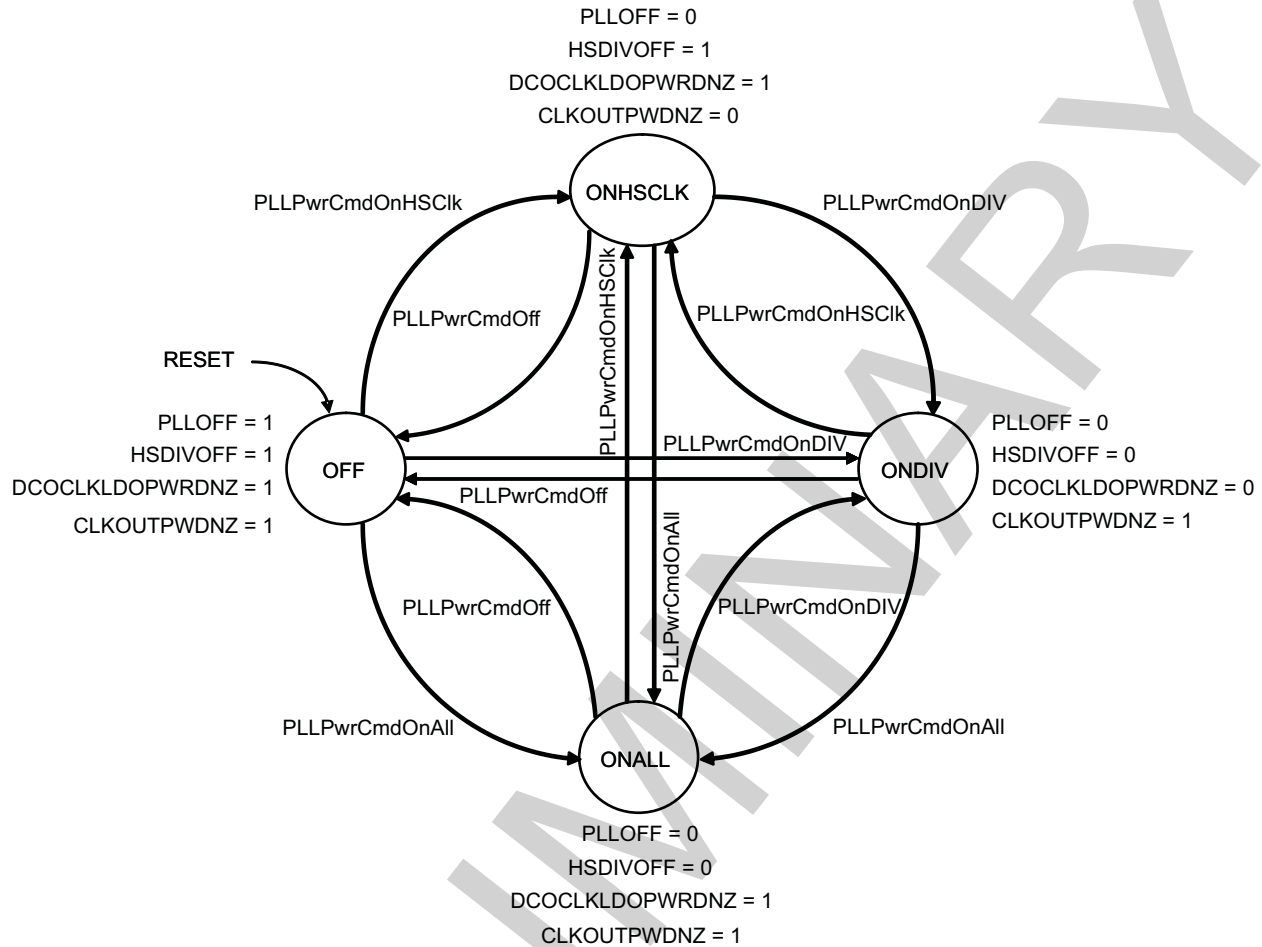 PLLOFF = 0
HSDIVOFF = 1
DCOCLKLDOPWRDNZ = 1
CLKOUTPWDNZ = 0
ONHSCLK
PLLPwrCmdOnHSClk
PLLPwrCmdOnDIV
PLLPwrCmdOff
PLLPwrCmdOnHSClk
PLLPwrCmdOnHSClk
RESET
PLLOFF = 1
HSDIVOFF = 1
DCOCLKLDOPWRDNZ = 1
CLKOUTPWDNZ = 1
OFF
PLLPwrCmdOnDIV
PLLPwrCmdOff
ONDIV
PLLOFF = 0
HSDIVOFF = 0
DCOCLKLDOPWRDNZ = 0
CLKOUTPWDNZ = 1
PLLPwrCmdOnAll
PLLPwrCmdOff
PLLPwrCmdOnDIV
PLLPwrCmdOnAll
PLLPwrCmdOnAll
ONALL
PLLOFF = 0
HSDIVOFF = 0
DCOCLKLDOPWRDNZ = 1
CLKOUTPWDNZ = 1
IMINARY